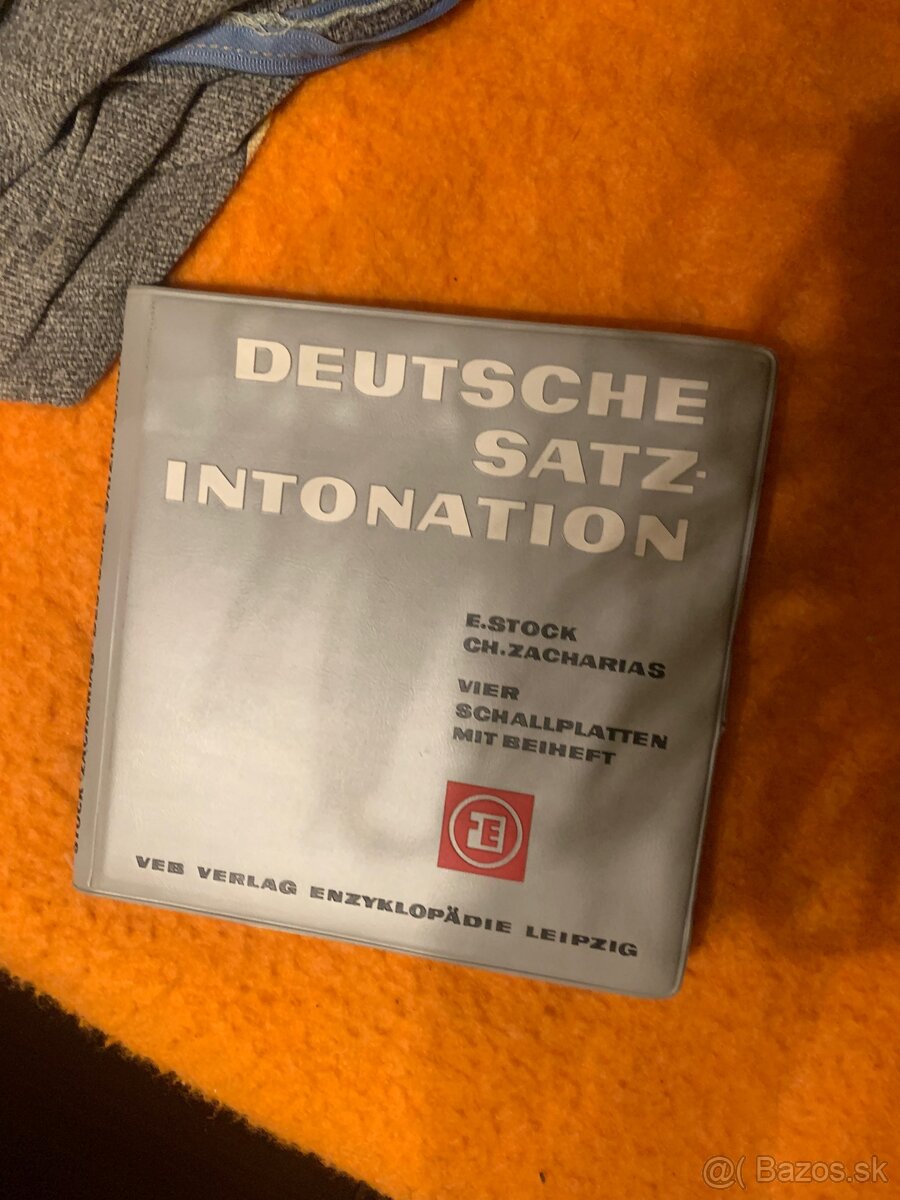 DEUTSCHE
SATZ-
INTONATION
E.STOCK
CH.ZACHARIAS
VIER
SCHALLPLATTEN
MIT BEIHEFT
VEB VERLAG ENZYKLOPÄDIE LEIPZIG
@( Bazos.sk